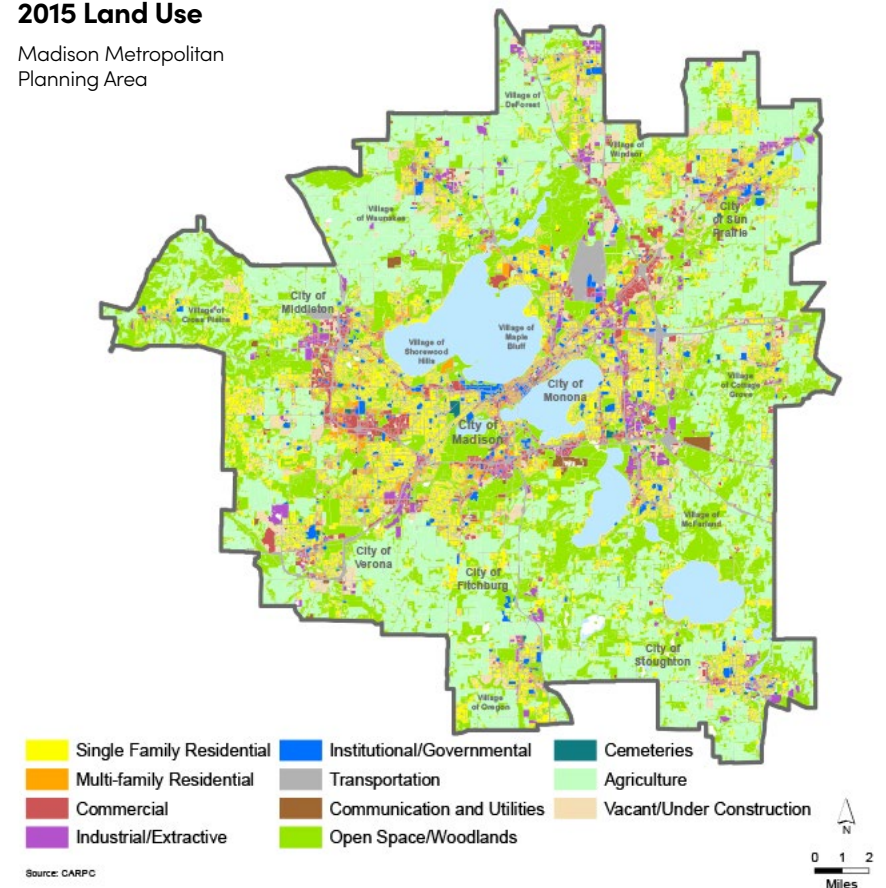 2015 Land Use
Madison Metropolitan
Planning Area
Village of
DeForest
Village of
Windsor
Village
of Waunakee
City
of Sun
Prairie
Village of
Cross Plains
City of
Middleton
Village of
Shorewood
Hills
Village of
Maple
Bluff
City of
Monona
Village
of Cottage
Grove
City of
Madison
Village of
McFarland
City of
Verona
City of
Fitchburg
City of
Stoughton
Village
of Oregon
Single Family Residential
Multi-family Residential
Commercial
Industrial/Extractive
Institutional/Governmental
Transportation
Communication and Utilities
Open Space/Woodlands
Cemeteries
Agriculture
Vacant/Under Construction
N
0 1 2
Miles
Source: CARPC